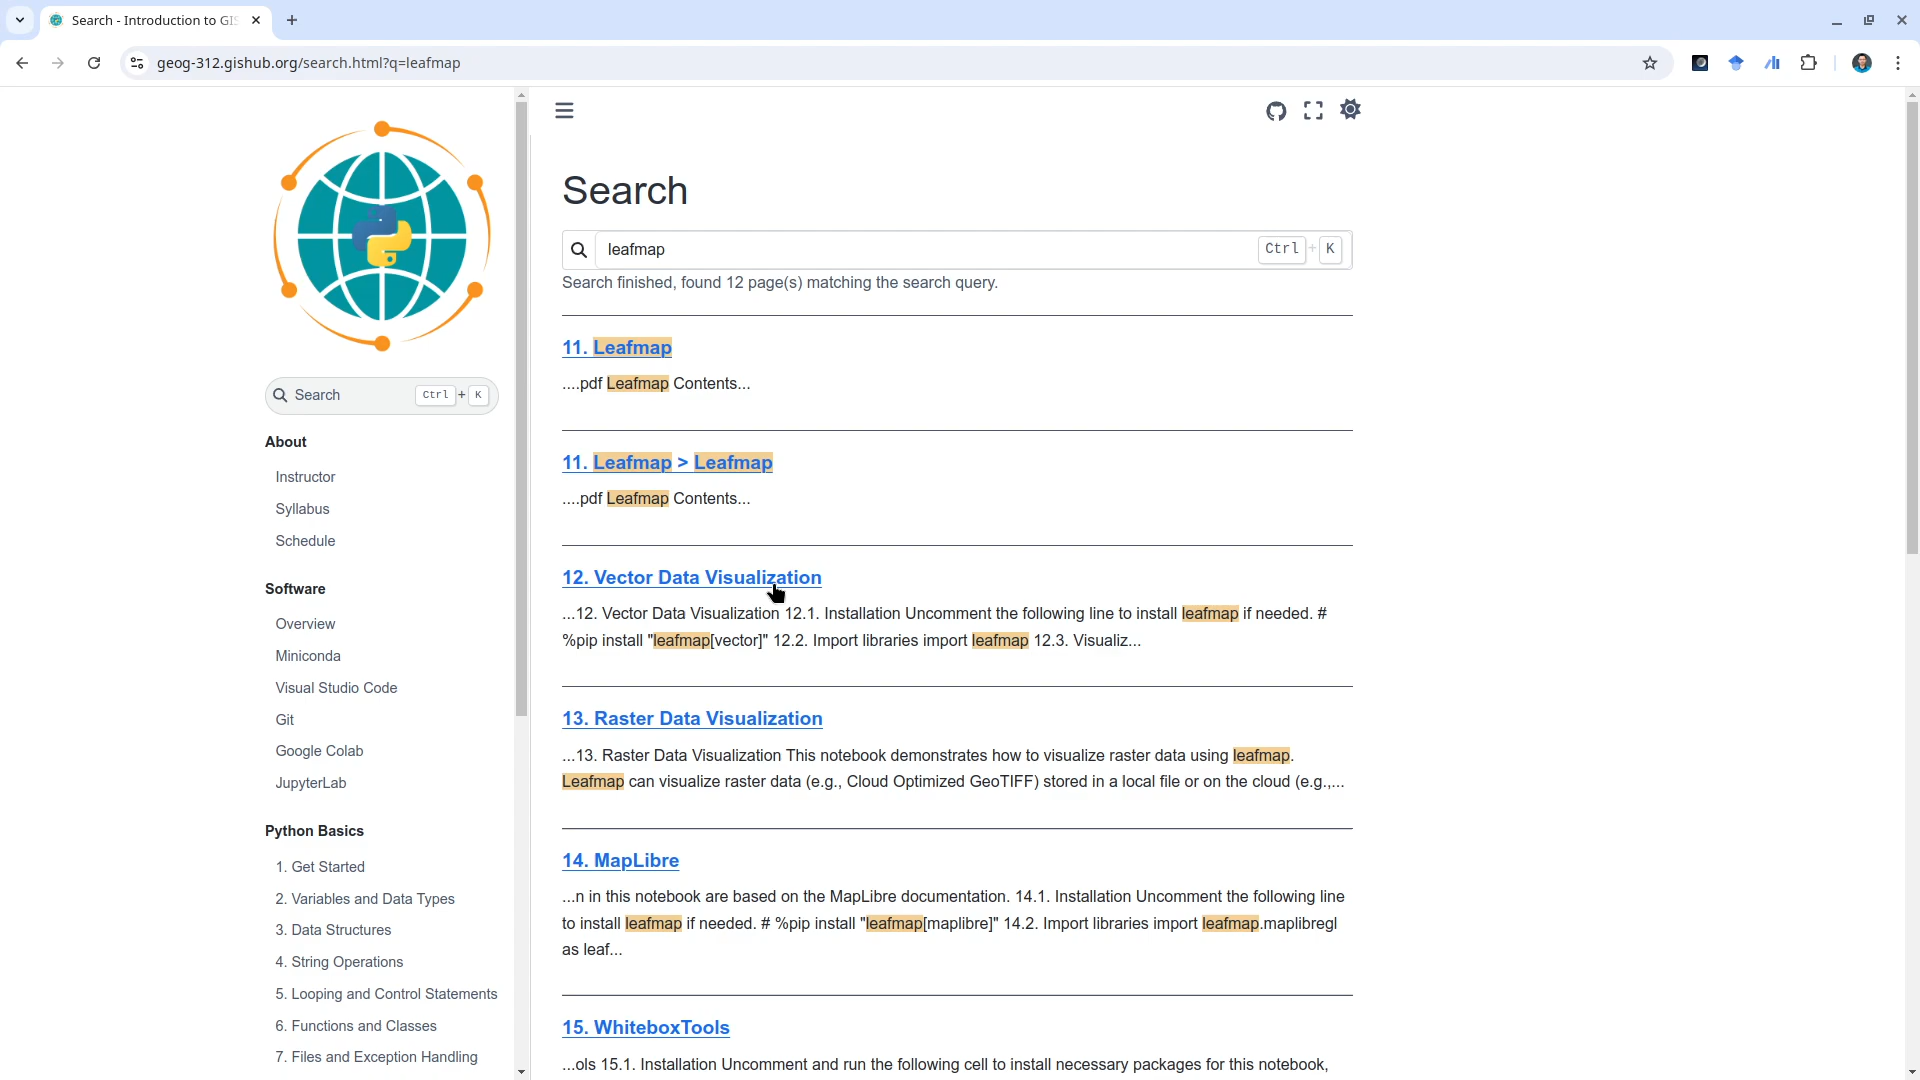 Search - Introduction to GIS
geog-312.gishub.org/search.html?q=leafmap
Search
Ctrl + K
About
Instructor
Syllabus
Schedule
Software
Overview
Miniconda
Visual Studio Code
Git
Google Colab
JupyterLab
Python Basics
1. Get Started
2. Variables and Data Types
3. Data Structures
4. String Operations
5. Looping and Control Statements
6. Functions and Classes
7. Files and Exception Handling
Search
leafmap
Ctrl + K
Search finished, found 12 page(s) matching the search query.
11. Leafmap
....pdf Leafmap Contents...
11. Leafmap > Leafmap
....pdf Leafmap Contents...
12. Vector Data Visualization
...12. Vector Data Visualization 12.1. Installation Uncomment the following line to install leafmap if needed. #
%pip install "leafmap[vector]" 12.2. Import libraries import leafmap 12.3. Visualiz...
13. Raster Data Visualization
...13. Raster Data Visualization This notebook demonstrates how to visualize raster data using leafmap.
Leafmap can visualize raster data (e.g., Cloud Optimized GeoTIFF) stored in a local file or on the cloud (e.g.,...
14. MapLibre
...n in this notebook are based on the MapLibre documentation. 14.1. Installation Uncomment the following line
to install leafmap if needed. # %pip install "leafmap[maplibre]" 14.2. Import libraries import leafmap.maplibregl
as leaf...
15. WhiteboxTools
...ols 15.1. Installation Uncomment and run the following cell to install necessary packages for this notebook,